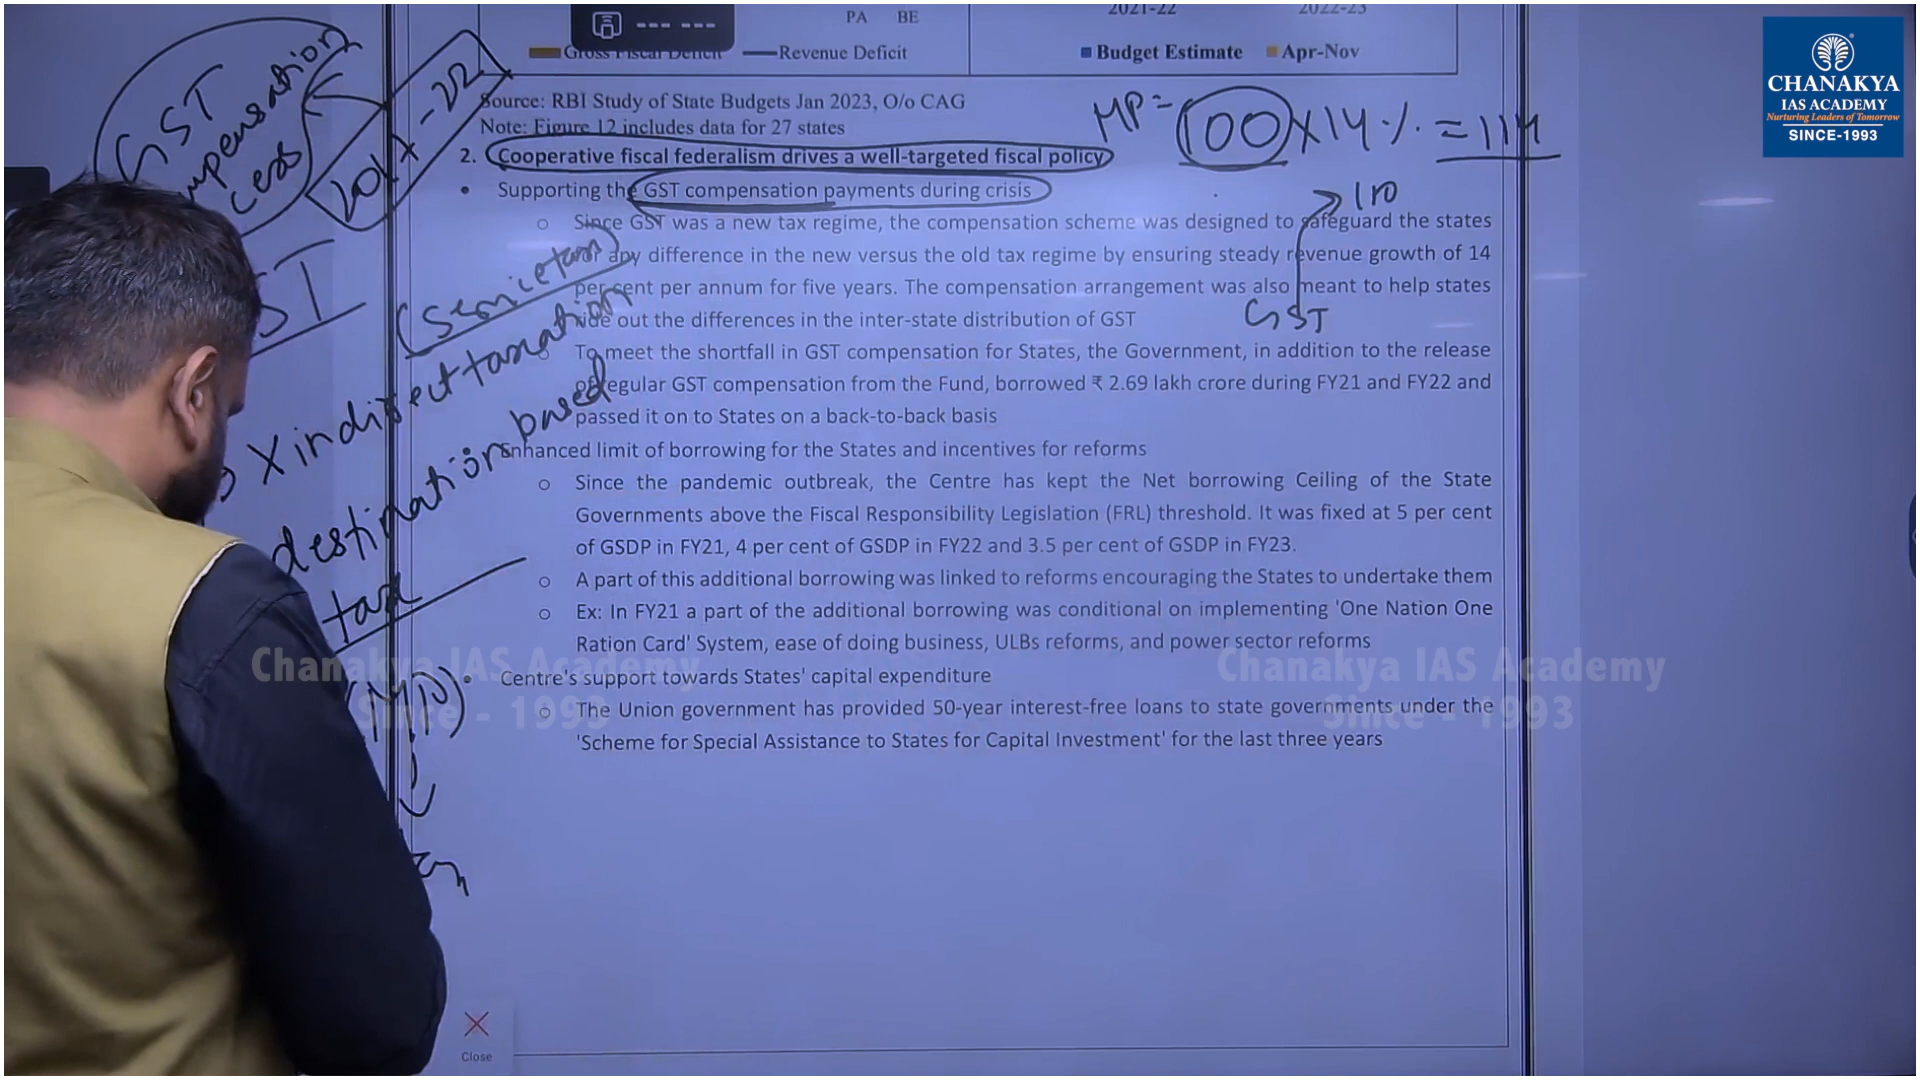 PA BE
2021-22 2022-23
Gross Fiscal Deficit Revenue Deficit
Budget Estimate Apr-Nov
CHANAKYA
IAS ACADEMY
Nurturing Leaders of Tomorrow
SINCE-1993
Source: RBI Study of State Budgets Jan 2023, O/o CAG
Note: Figure 12 includes data for 27 states
MP = 100 X 14 % = 114
2. Cooperative fiscal federalism drives a well-targeted fiscal policy
• Supporting the GST compensation payments during crisis
110
GST
o Since GST was a new tax regime, the compensation scheme was designed to safeguard the states
any difference in the new versus the old tax regime by ensuring steady revenue growth of 14
per cent per annum for five years. The compensation arrangement was also meant to help states
ride out the differences in the inter-state distribution of GST
o To meet the shortfall in GST compensation for States, the Government, in addition to the release
of regular GST compensation from the Fund, borrowed ₹ 2.69 lakh crore during FY21 and FY22 and
passed it on to States on a back-to-back basis
Enhanced limit of borrowing for the States and incentives for reforms
o Since the pandemic outbreak, the Centre has kept the Net borrowing Ceiling of the State
Governments above the Fiscal Responsibility Legislation (FRL) threshold. It was fixed at 5 per cent
of GSDP in FY21, 4 per cent of GSDP in FY22 and 3.5 per cent of GSDP in FY23.
o A part of this additional borrowing was linked to reforms encouraging the States to undertake them
o Ex: In FY21 a part of the additional borrowing was conditional on implementing 'One Nation One
Ration Card' System, ease of doing business, ULBs reforms, and power sector reforms
• Centre's support towards States' capital expenditure
o The Union government has provided 50-year interest-free loans to state governments under the
'Scheme for Special Assistance to States for Capital Investment' for the last three years
GST
compensation
cess
2017-22
ST
X indirect taxation
destination based
tax
Chanakya IAS Academy
Since - 1993
Chanakya IAS Academy
Since - 1993
Close